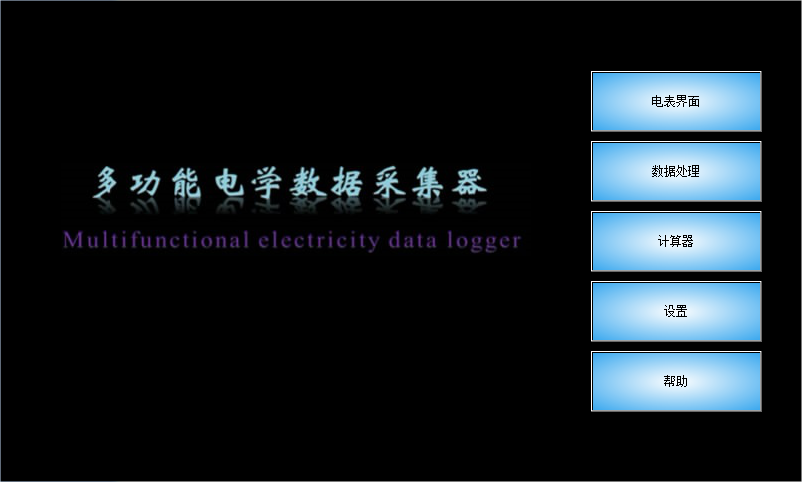 多功能电学数据采集器
Multifunctional electricity data logger
电表界面
数据处理
计算器
设置
帮助